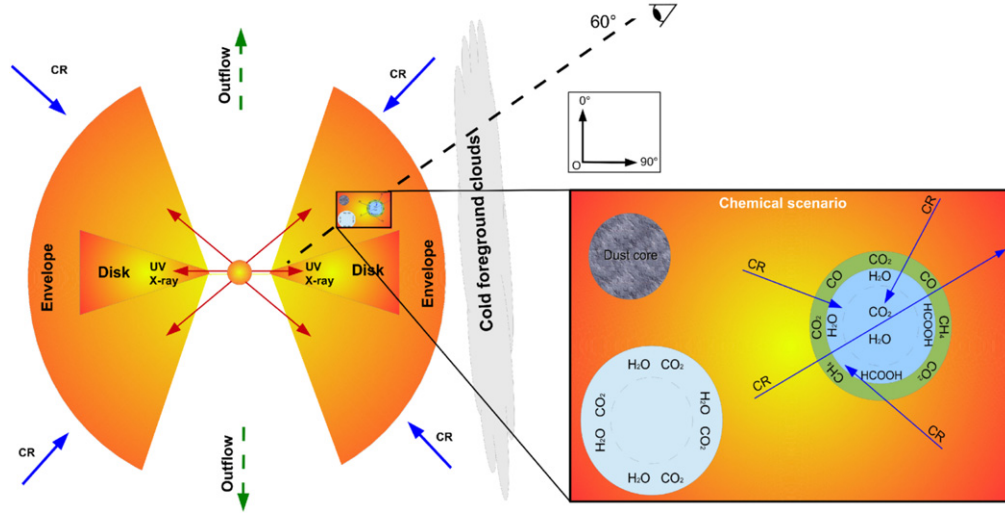 60°
CR
Outflow
CR
0°
O
90°
Cold foreground clouds
Chemical scenario
CR
Dust core
CO₂
CO
H₂O
CO
CR
CO₂
CO₂
H₂O
HCOOH
CH₄
H₂O
HCOOH
CH₄
CO₂
CR
CR
H₂O CO₂
CO₂
H₂O
H₂O
CO₂
H₂O CO₂
Envelope
Disk
UV
X-ray
UV
X-ray
Disk
Envelope
CR
Outflow
CR